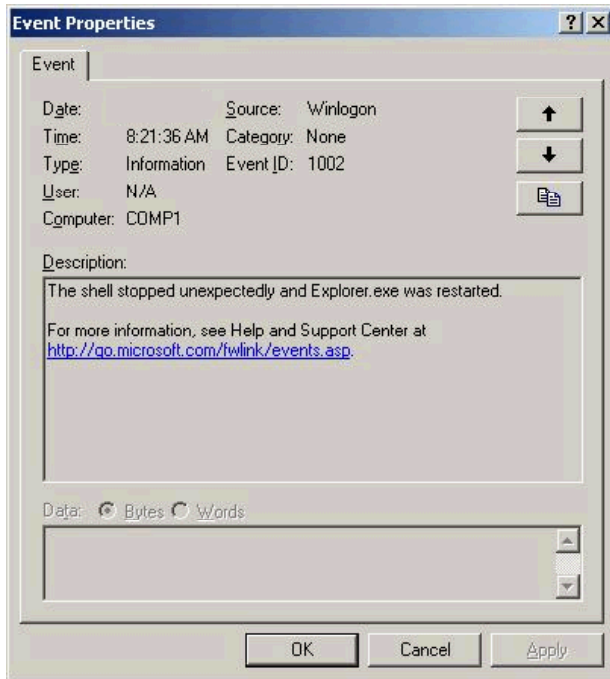 Event Properties
Event
Date: Source: Winlogon
Time: 8:21:36 AM Category: None
Type: Information Event ID: 1002
User: N/A
Computer: COMP1
Description:
The shell stopped unexpectedly and Explorer.exe was restarted.
For more information, see Help and Support Center at
http://go.microsoft.com/fwlink/events.asp.
Data: Bytes Words
OK Cancel Apply